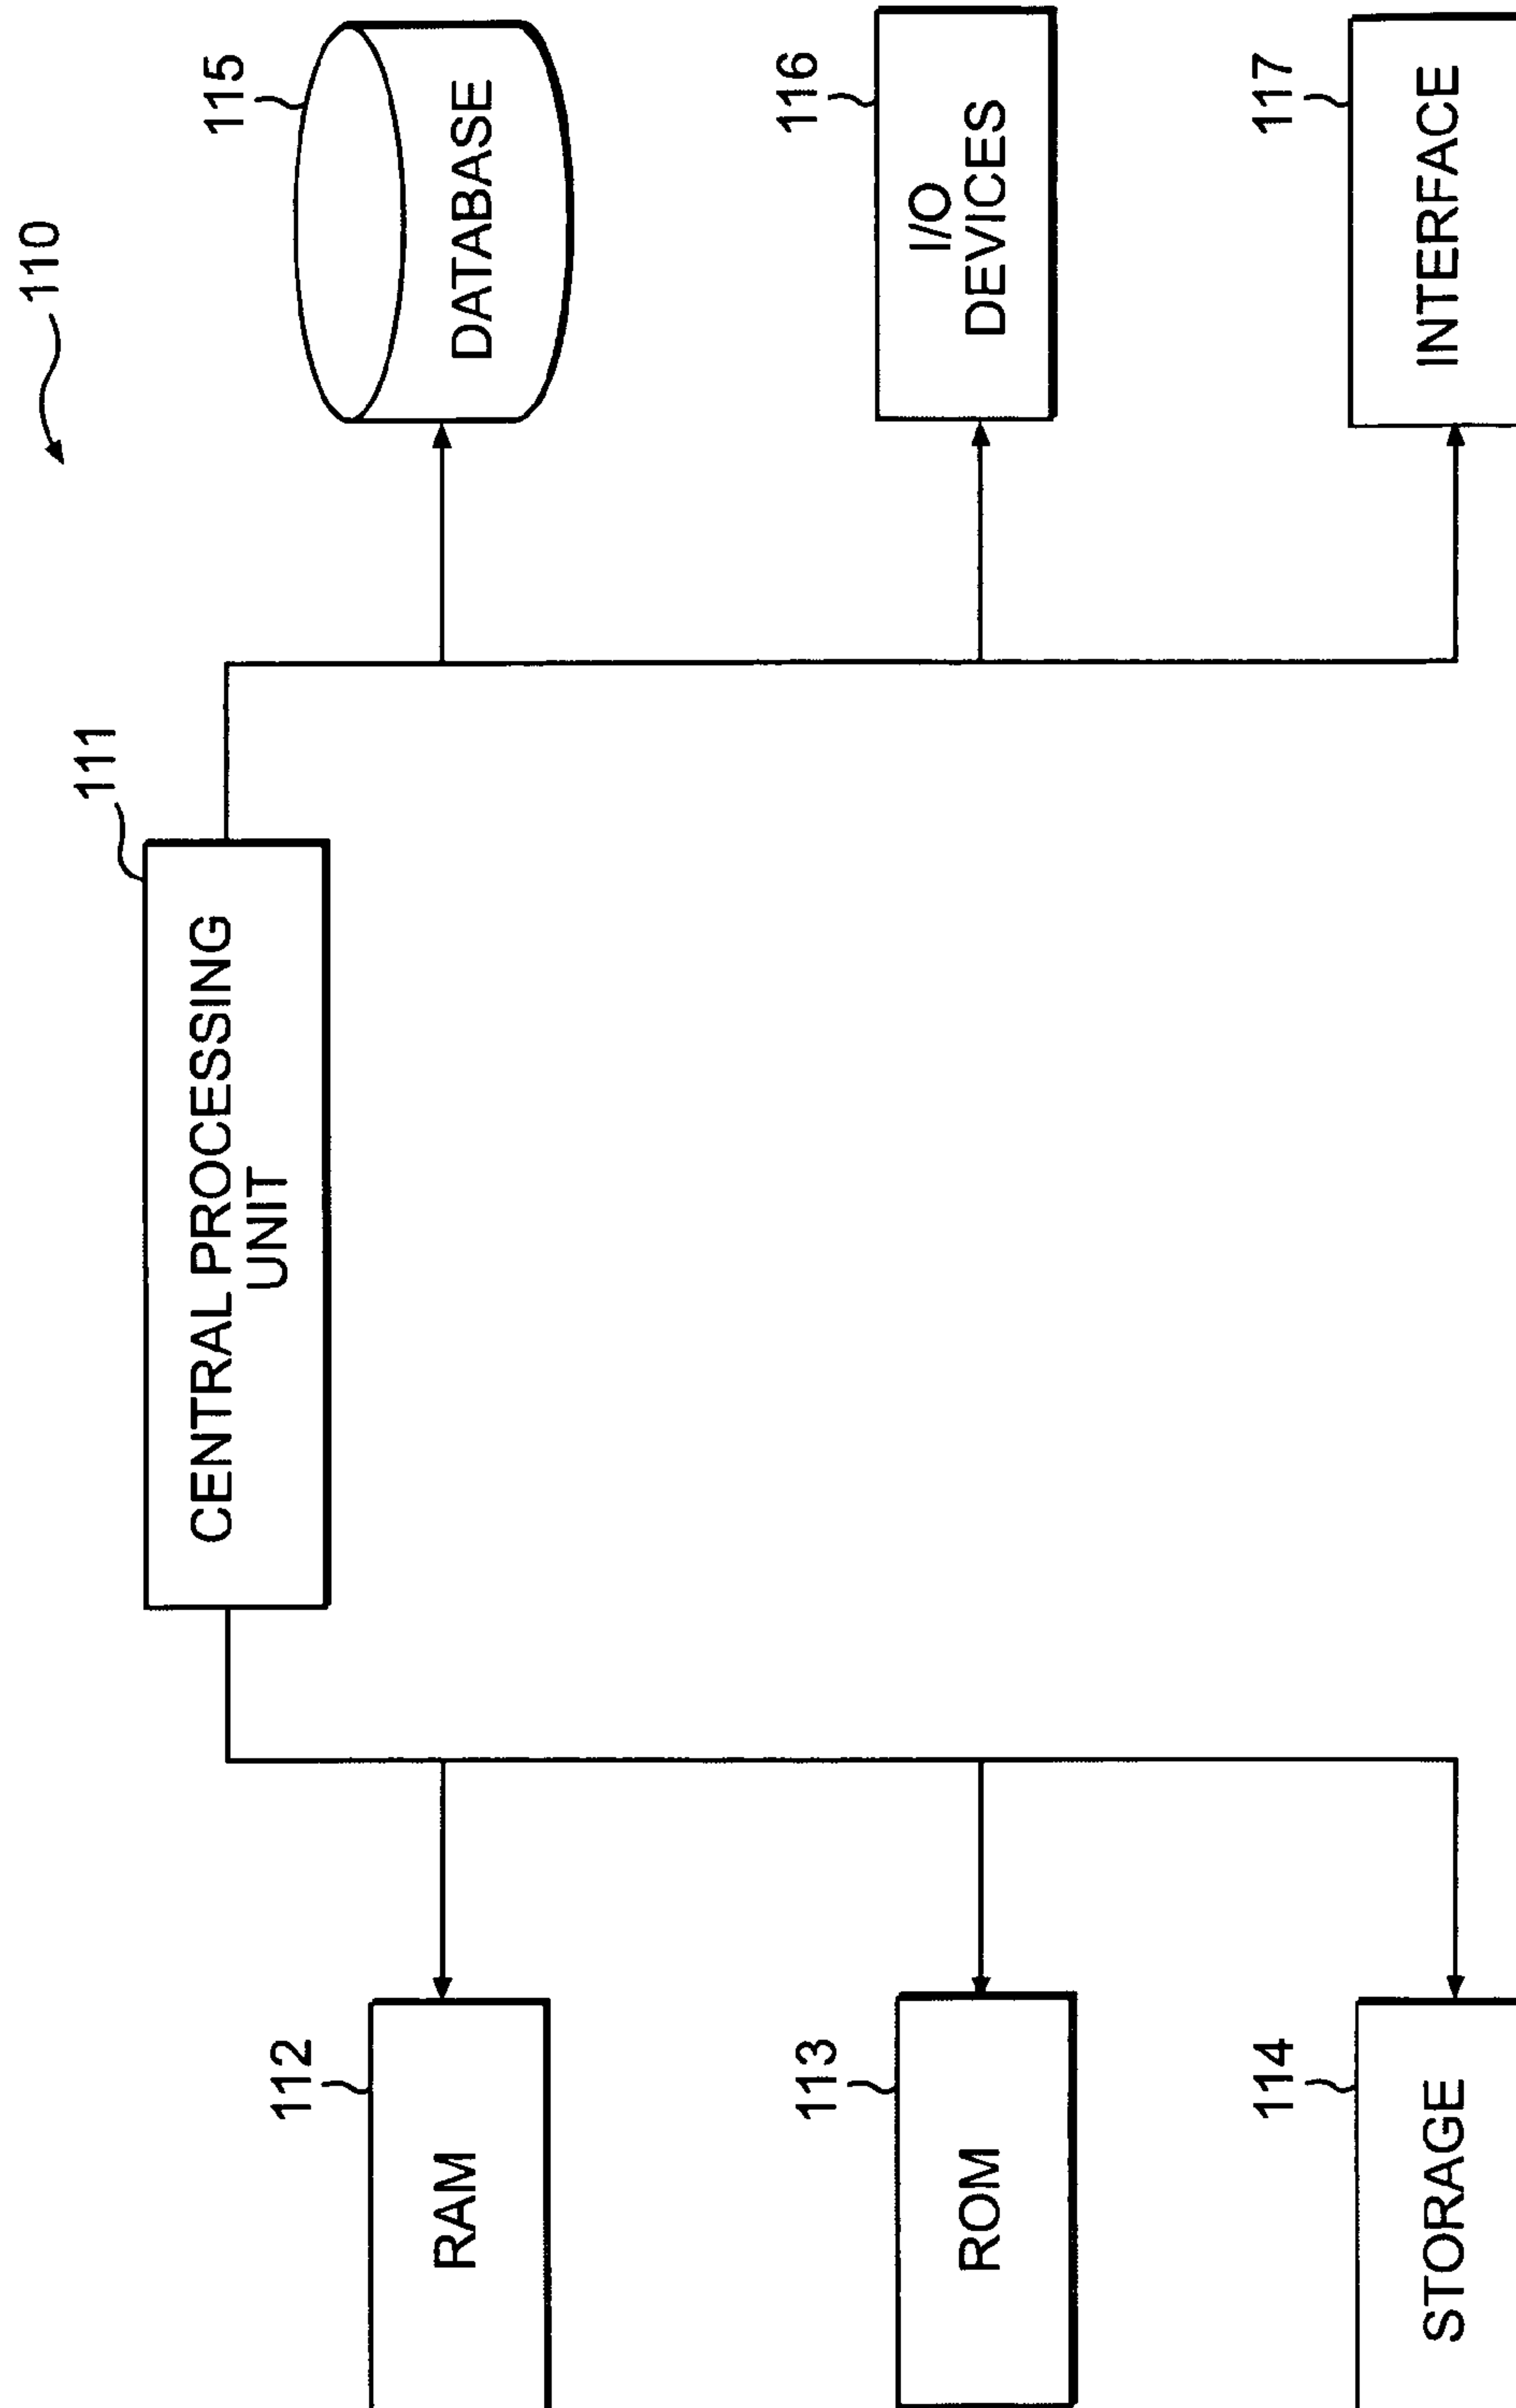 110
111
CENTRAL PROCESSING
UNIT
112
RAM
115
DATABASE
113
ROM
116
I/O
DEVICES
114
STORAGE
117
INTERFACE